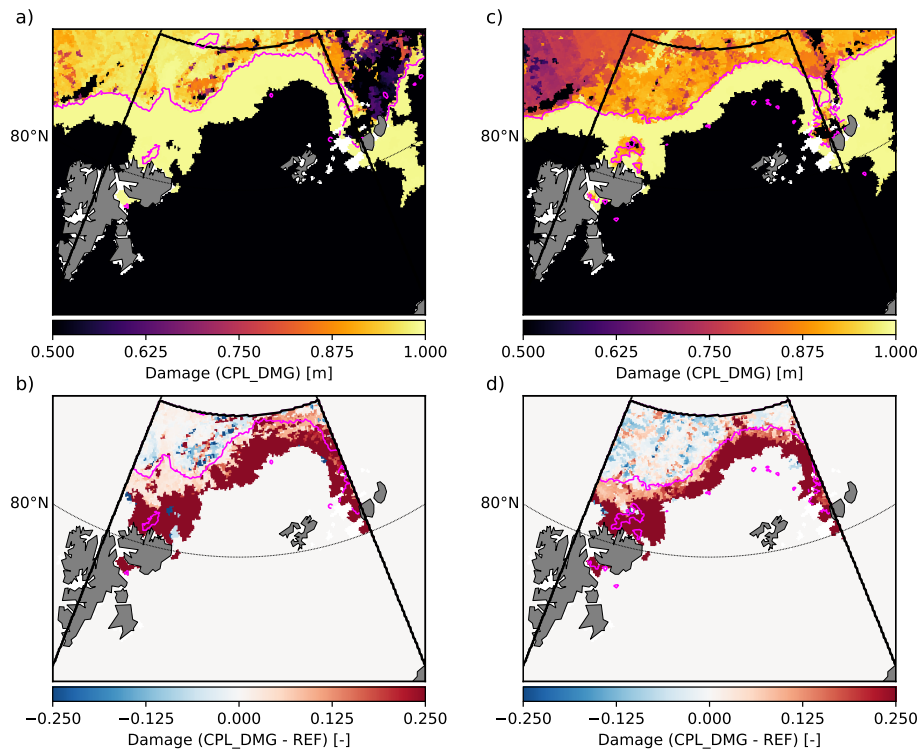 a)
c)
80°N
80°N
0.500 0.625 0.750 0.875 1.000
0.500 0.625 0.750 0.875 1.000
Damage (CPL_DMG) [m]
Damage (CPL_DMG) [m]
b)
d)
80°N
80°N
−0.250 −0.125 0.000 0.125 0.250
−0.250 −0.125 0.000 0.125 0.250
Damage (CPL_DMG - REF) [-]
Damage (CPL_DMG - REF) [-]